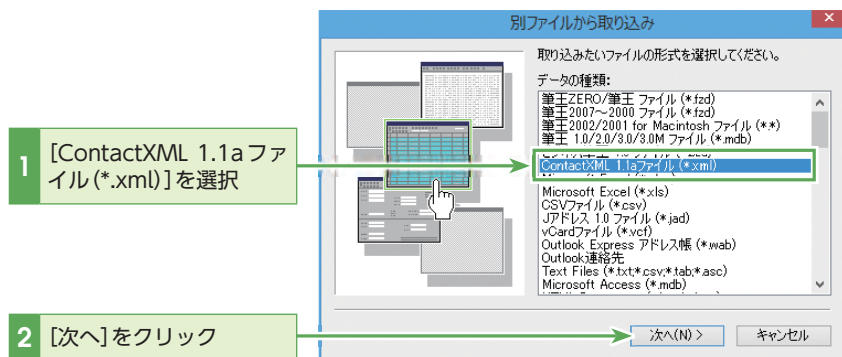 別ファイルから取り込み
取り込みたいファイルの形式を選択してください。
データの種類:
筆王ZERO/筆王 ファイル (*.fzd)
筆王2007～2000 ファイル (*.fzd)
筆王2002/2001 for Macintosh ファイル (*.*)
筆王 1.0/2.0/3.0/3.0M ファイル (*.mdb)
ContactXML 1.1aファイル (*.xml)
Microsoft Excel (*.xls)
CSVファイル (*.csv)
Jアドレス 1.0 ファイル (*.jad)
vCardファイル (*.vcf)
Outlook Express アドレス帳 (*.wab)
Outlook連絡先
Text Files (*.txt;*.csv;*.tab;*.asc)
Microsoft Access (*.mdb)
1 [ContactXML 1.1aファ
イル(*.xml)]を選択
2 [次へ]をクリック
次へ(N) >
キャンセル